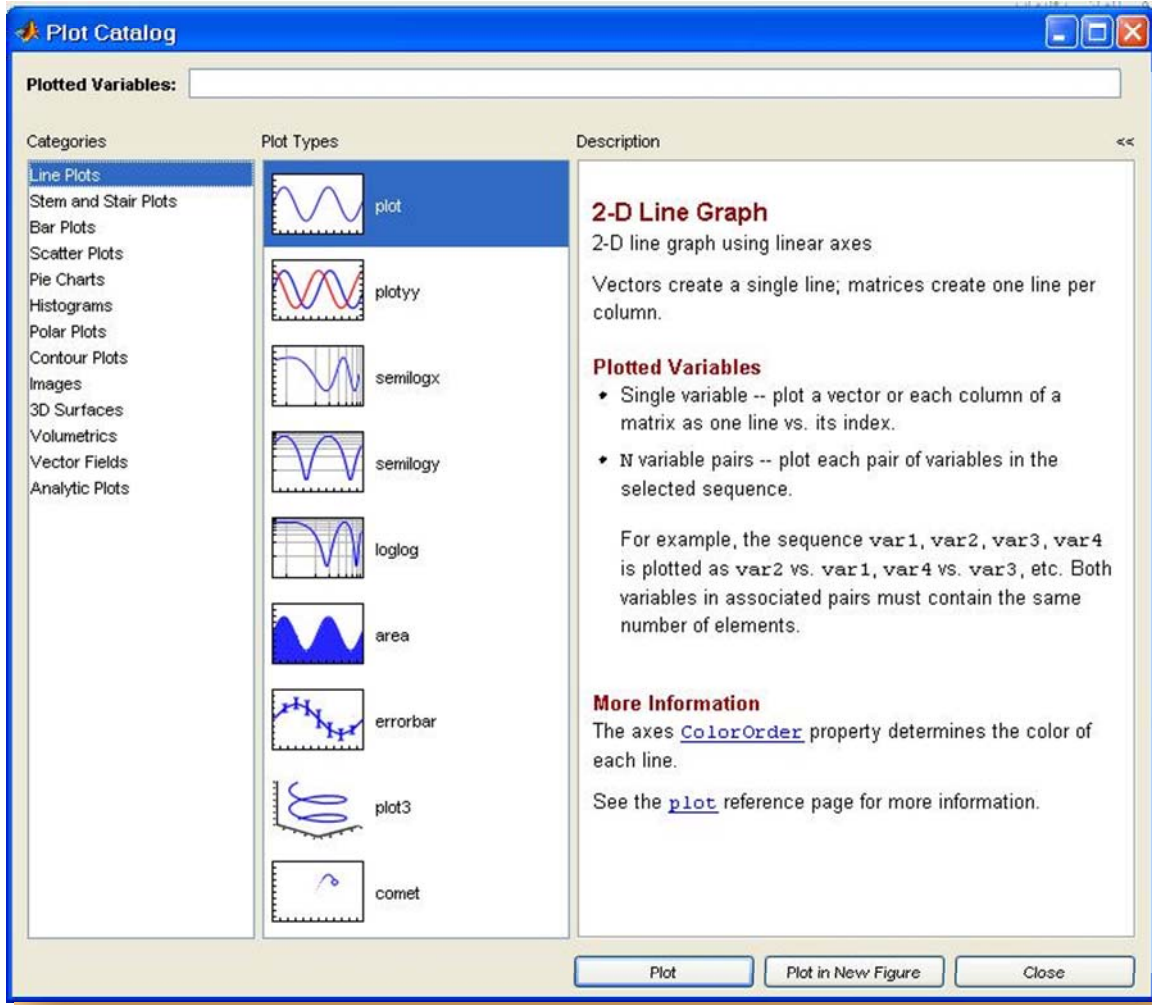 Plot Catalog
Plotted Variables:
Categories
Line Plots
Stem and Stair Plots
Bar Plots
Scatter Plots
Pie Charts
Histograms
Polar Plots
Contour Plots
Images
3D Surfaces
Volumetrics
Vector Fields
Analytic Plots
Plot Types
plot
plotyy
semilogx
semilogy
loglog
area
errorbar
plot3
comet
Description
<<
2-D Line Graph
2-D line graph using linear axes
Vectors create a single line; matrices create one line per
column.
Plotted Variables
• Single variable -- plot a vector or each column of a
matrix as one line vs. its index.
• N variable pairs -- plot each pair of variables in the
selected sequence.
For example, the sequence var1, var2, var3, var4
is plotted as var2 vs. var1, var4 vs. var3, etc. Both
variables in associated pairs must contain the same
number of elements.
More Information
The axes ColorOrder property determines the color of
each line.
See the plot reference page for more information.
Plot
Plot in New Figure
Close